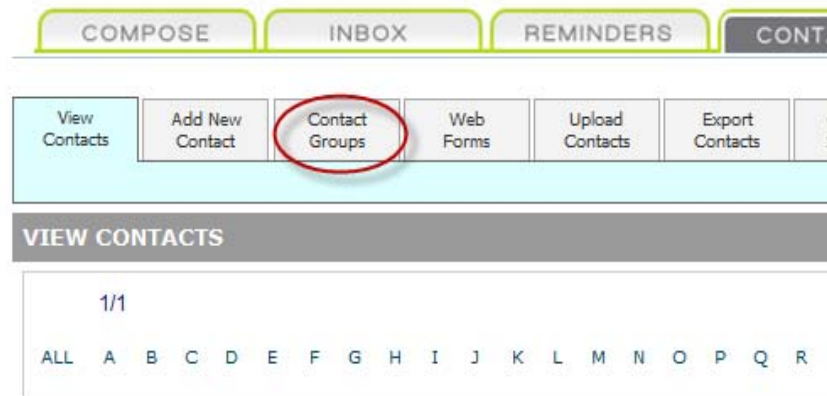 COMPOSE INBOX REMINDERS
View Add New Contact Web Upload Export
Contacts Contact Groups Forms Contacts Contacts
VIEW CONTACTS
1/1
ALL A B C D E F G H I J K L M N O P Q R